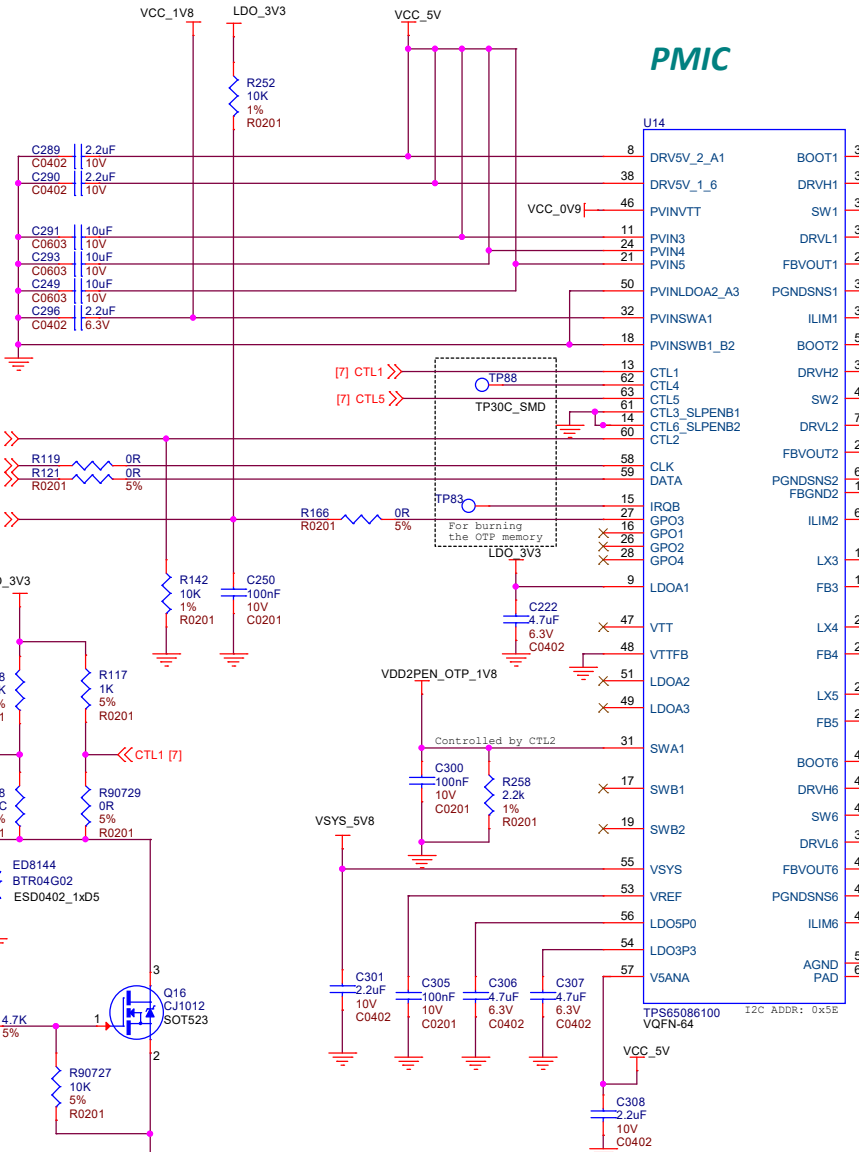 VCC_1V8
LDO_3V3
VCC_5V
PMIC
R252
10K
1%
R0201
U14
C289 2.2uF
C0402 10V
C290 2.2uF
C0402 10V
C291 10uF
C0603 10V
C293 10uF
C0603 10V
C249 10uF
C0603 10V
C296 2.2uF
C0402 6.3V
VCC_0V9
8 DRV5V_2_A1 BOOT1
38 DRV5V_1_6 DRVH1
46 PVINVTT SW1
11 PVIN3 DRVL1
24 PVIN4
21 PVIN5 FBVOUT1
50 PVINLDOA2_A3 PGNDSNS1
32 PVINSWA1 ILIM1
18 PVINSWB1_B2 BOOT2
[7] CTL1 13 CTL1 DRVH2
TP88 62 CTL4
[7] CTL5 63 CTL5 SW2
TP30C_SMD
61 CTL3_SLPENB1
14 CTL6_SLPENB2 DRVL2
60 CTL2
FBVOUT2
R119 0R 58 CLK
R121 0R 59 DATA PGNDSNS2
R0201 5%
FBGND2
TP83 15 IRQB
R166 0R 27 GPO3 ILIM2
R0201 5%
16 GPO1
For burning
the OTP memory
26 GPO2
28 GPO4 LX3
LDO_3V3
9 LDOA1 FB3
R142
10K
1%
R0201
C250
100nF
10V
C0201
C222
4.7uF
6.3V
C0402
47 VTT LX4
48 VTTFB FB4
51 LDOA2
49 LDOA3 LX5
FB5
VDD2PEN_OTP_1V8
Controlled by CTL2
31 SWA1
BOOT6
17 SWB1 DRVH6
SW6
19 SWB2
DRVL6
55 VSYS FBVOUT6
53 VREF PGNDSNS6
56 LDO5P0 ILIM6
54 LDO3P3
AGND
57 V5ANA PAD
TPS65086100
VQFN-64
I2C ADDR: 0x5E
R117
1K
5%
R0201
CTL1 [7]
R90729
0R
5%
R0201
C300
100nF
10V
C0201
R258
2.2k
1%
R0201
VSYS_5V8
ED8144
BTR04G02
ESD0402_1xD5
3
Q16
CJ1012
SOT523
1
2
4.7K
5%
R90727
10K
5%
R0201
C301
2.2uF
10V
C0402
C305
100nF
10V
C0201
C306
4.7uF
6.3V
C0402
C307
4.7uF
6.3V
C0402
VCC_5V
C308
2.2uF
10V
C0402